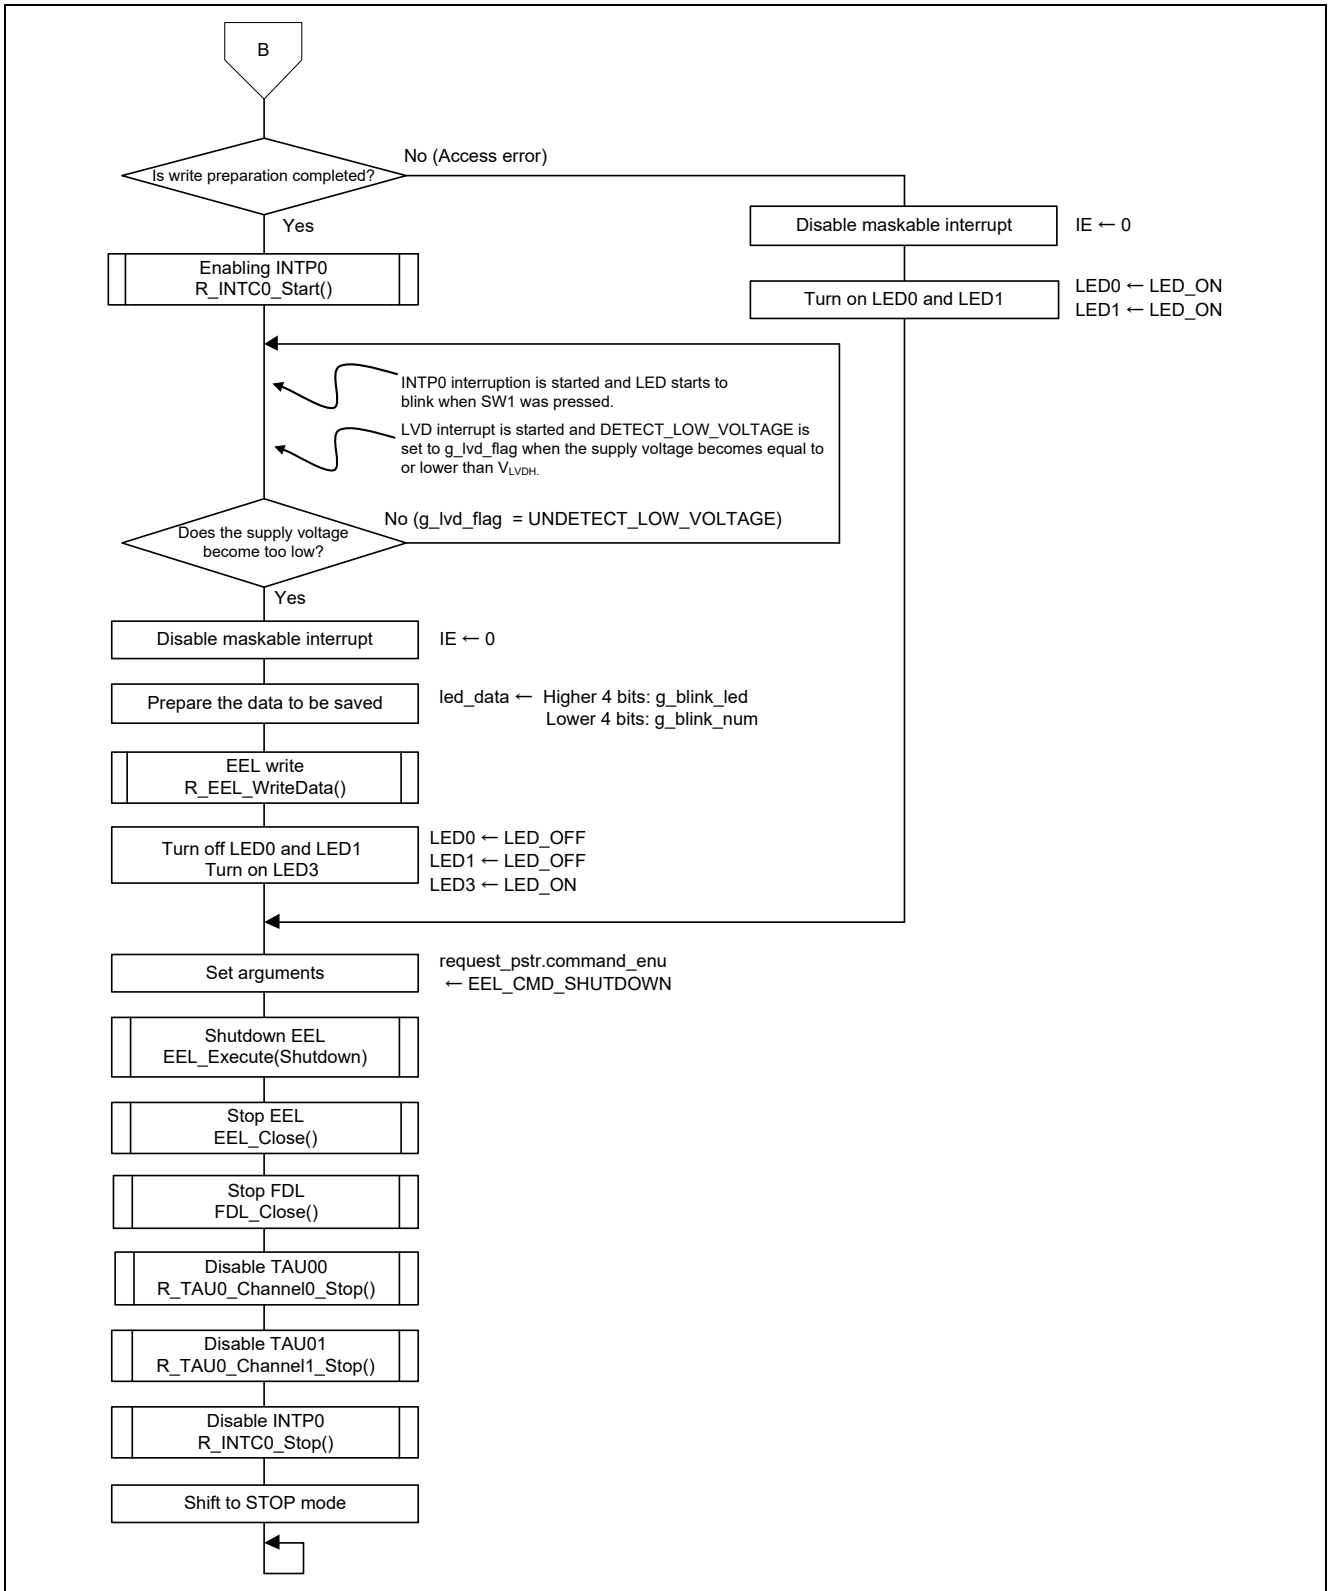 B
Is write preparation completed?
No (Access error)
Yes
Disable maskable interrupt
IE ← 0
Enabling INTP0
R_INTC0_Start()
Turn on LED0 and LED1
LED0 ← LED_ON
LED1 ← LED_ON
INTP0 interruption is started and LED starts to
blink when SW1 was pressed.
LVD interrupt is started and DETECT_LOW_VOLTAGE is
set to g_lvd_flag when the supply voltage becomes equal to
or lower than VLVDH.
Does the supply voltage
become too low?
No (g_lvd_flag = UNDETECT_LOW_VOLTAGE)
Yes
Disable maskable interrupt
IE ← 0
Prepare the data to be saved
led_data ← Higher 4 bits: g_blink_led
Lower 4 bits: g_blink_num
EEL write
R_EEL_WriteData()
Turn off LED0 and LED1
Turn on LED3
LED0 ← LED_OFF
LED1 ← LED_OFF
LED3 ← LED_ON
Set arguments
request_pstr.command_enu
← EEL_CMD_SHUTDOWN
Shutdown EEL
EEL_Execute(Shutdown)
Stop EEL
EEL_Close()
Stop FDL
FDL_Close()
Disable TAU00
R_TAU0_Channel0_Stop()
Disable TAU01
R_TAU0_Channel1_Stop()
Disable INTP0
R_INTC0_Stop()
Shift to STOP mode